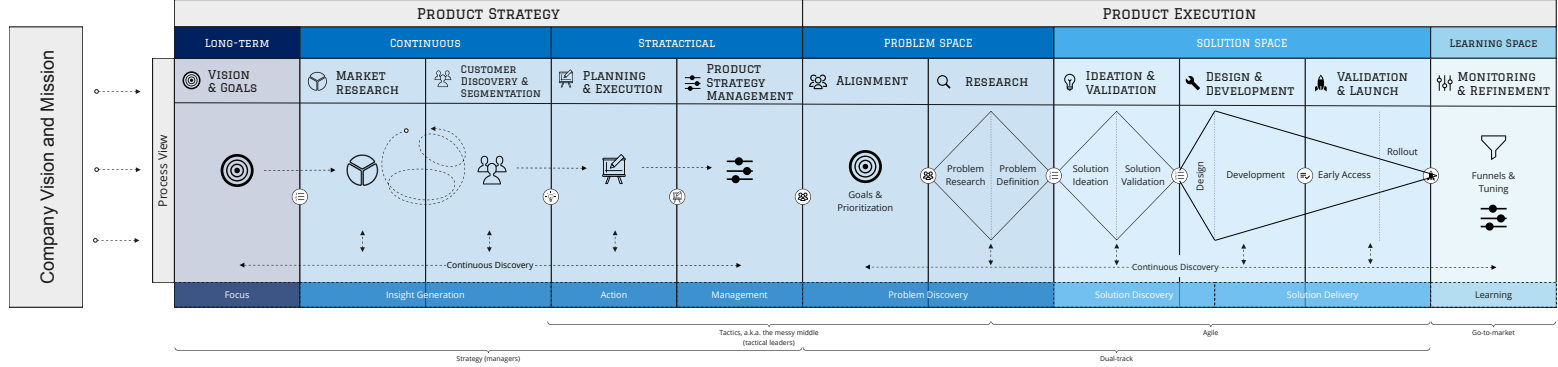 PRODUCT STRATEGY
PRODUCT EXECUTION
LONG-TERM
CONTINUOUS
STRATACTICAL
PROBLEM SPACE
SOLUTION SPACE
LEARNING SPACE
Company Vision and Mission
Process View
VISION
& GOALS
MARKET
RESEARCH
CUSTOMER
DISCOVERY &
SEGMENTATION
PLANNING
& EXECUTION
PRODUCT
STRATEGY
MANAGEMENT
ALIGNMENT
RESEARCH
IDEATION &
VALIDATION
DESIGN &
DEVELOPMENT
VALIDATION
& LAUNCH
MONITORING
& REFINEMENT
Goals &
Prioritization
Problem
Research
Problem
Definition
Solution
Ideation
Solution
Validation
Design
Development
Early Access
Rollout
Funnels &
Tuning
Continuous Discovery
Continuous Discovery
Focus
Insight Generation
Action
Management
Problem Discovery
Solution Discovery
Solution Delivery
Learning
Tactics, a.k.a. the messy middle
(tactical leaders)
Agile
Go-to-market
Strategy (managers)
Dual-track